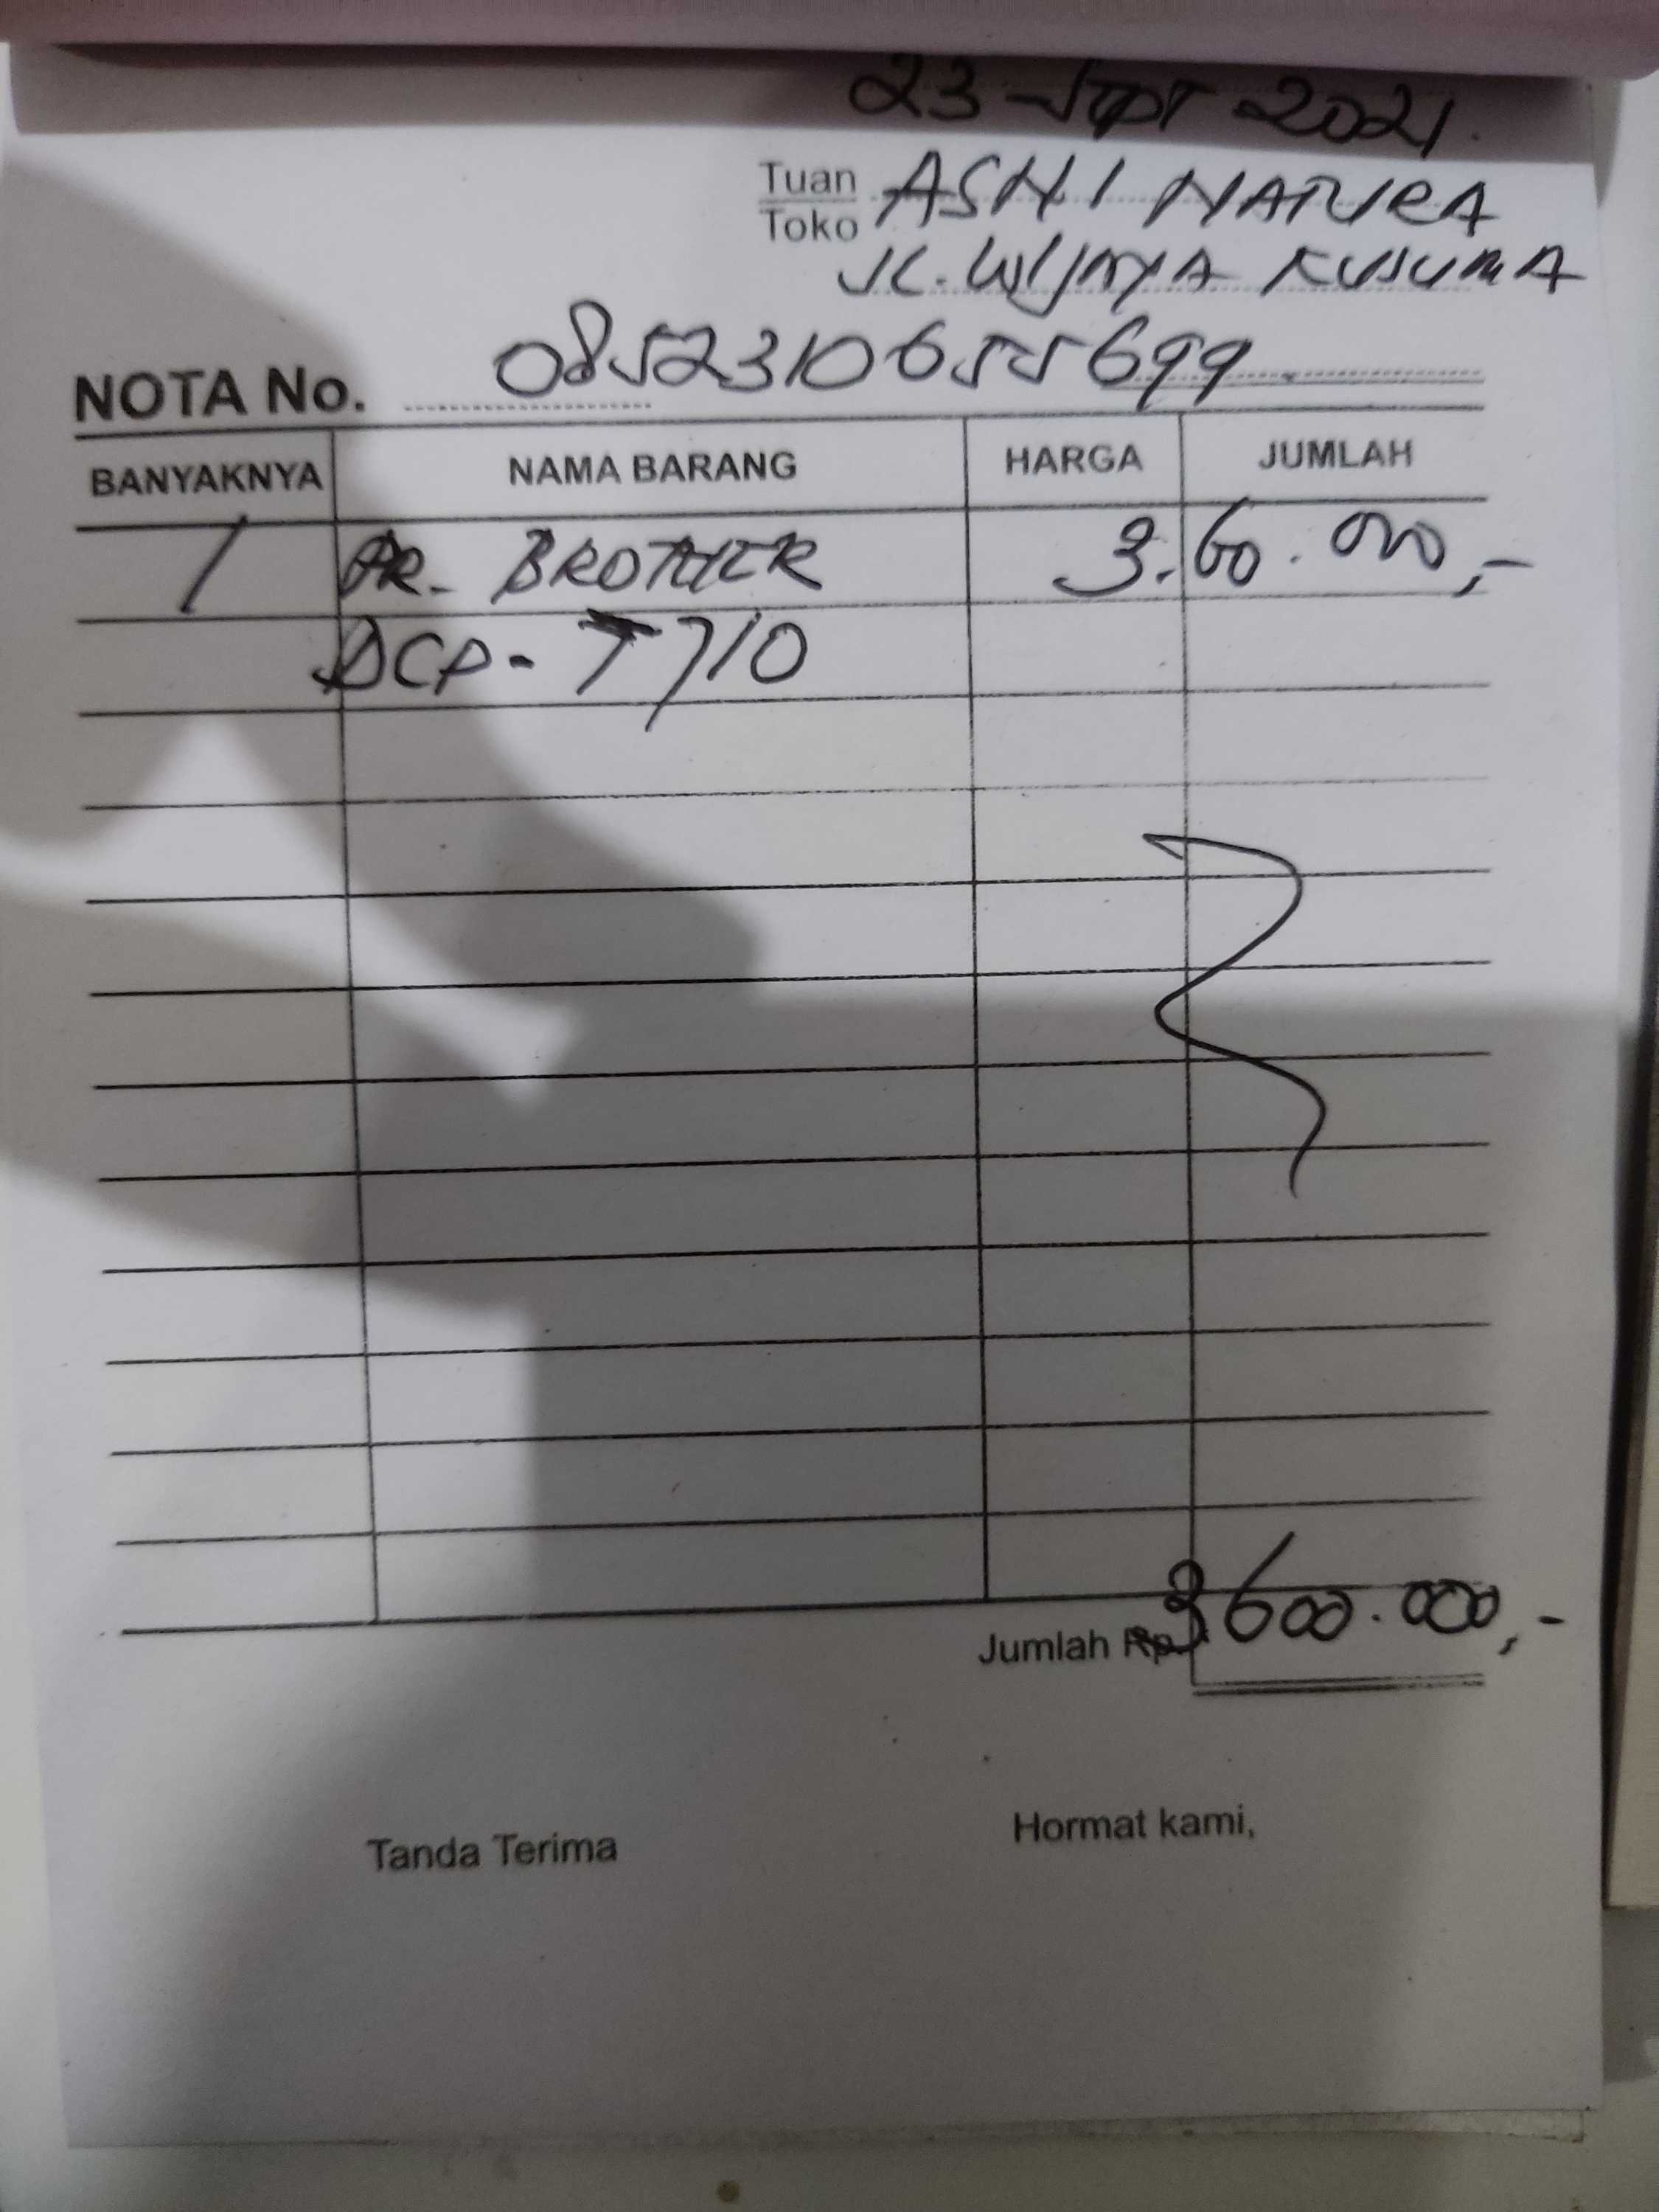 23 Sept 2021
Tuan
Toko ASHI NATURA
JL. WIJAYA KUSUMA
NOTA No. 0852310655699
BANYAKNYA NAMA BARANG HARGA JUMLAH
1 PR. BROTHER 3.60.000,-
DCP-T710
Jumlah Rp. 3600.000,-
Tanda Terima Hormat kami,